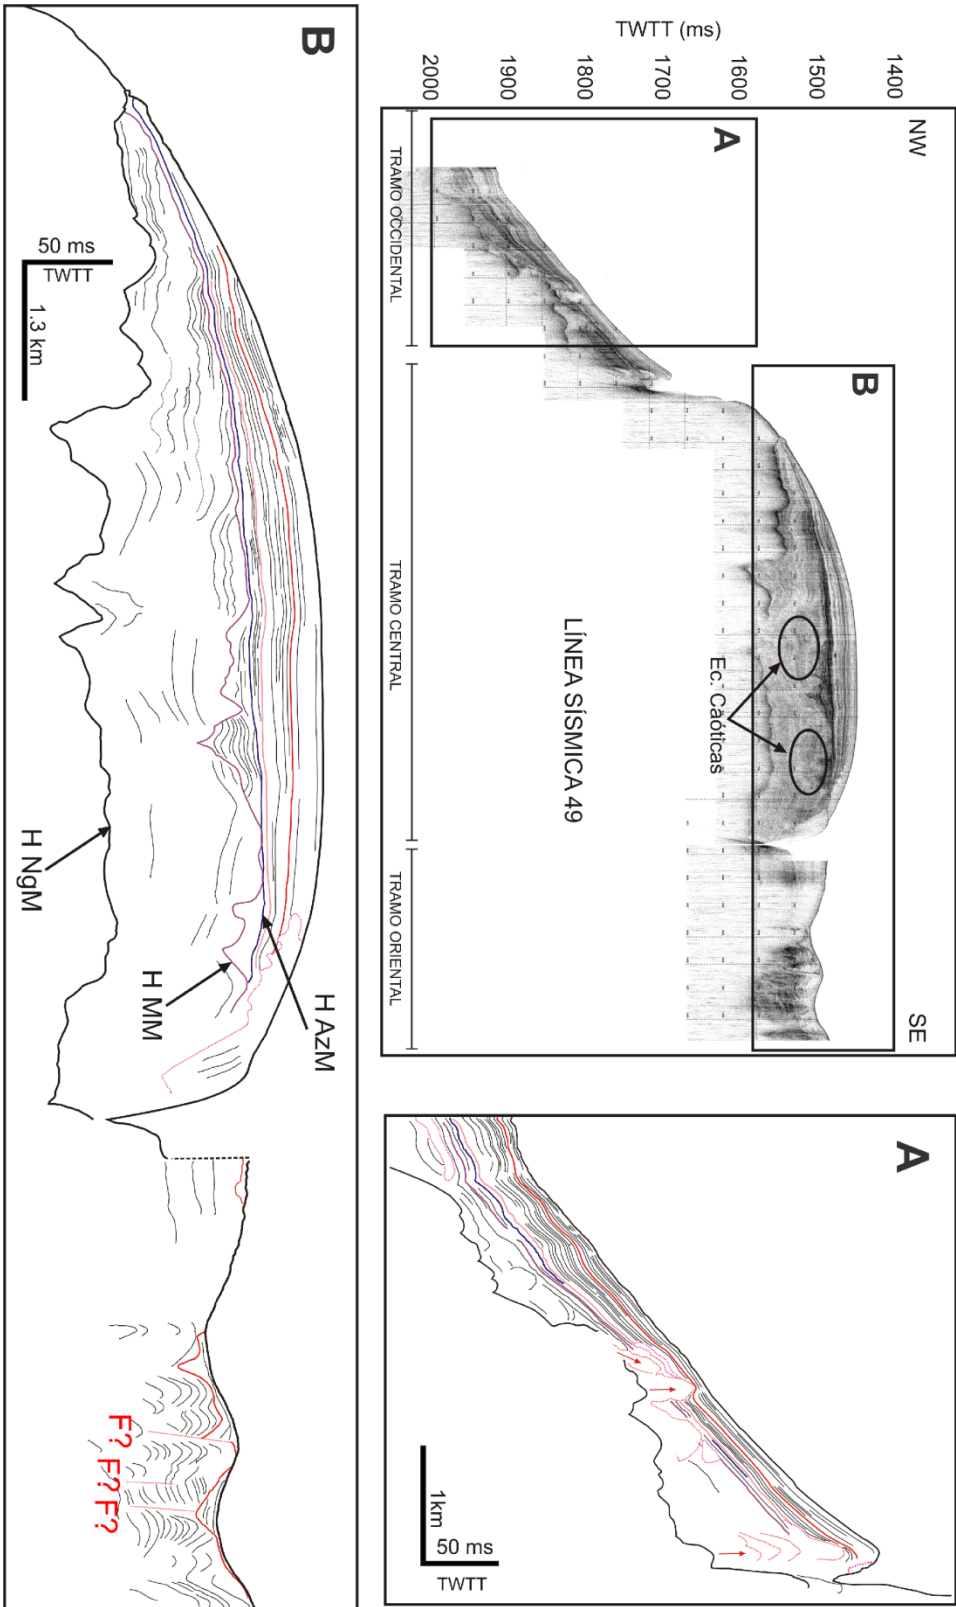 TWTT (ms)
1400
1500
1600
1700
1800
1900
2000
NW
SE
A
B
Ec. Caóticas
LÍNEA SÍSMICA 49
TRAMO OCCIDENTAL
TRAMO CENTRAL
TRAMO ORIENTAL
A
1km
50 ms
TWTT
B
50 ms
TWTT
1.3 km
H NgM
H MM
H AzM
F?
F?
F?